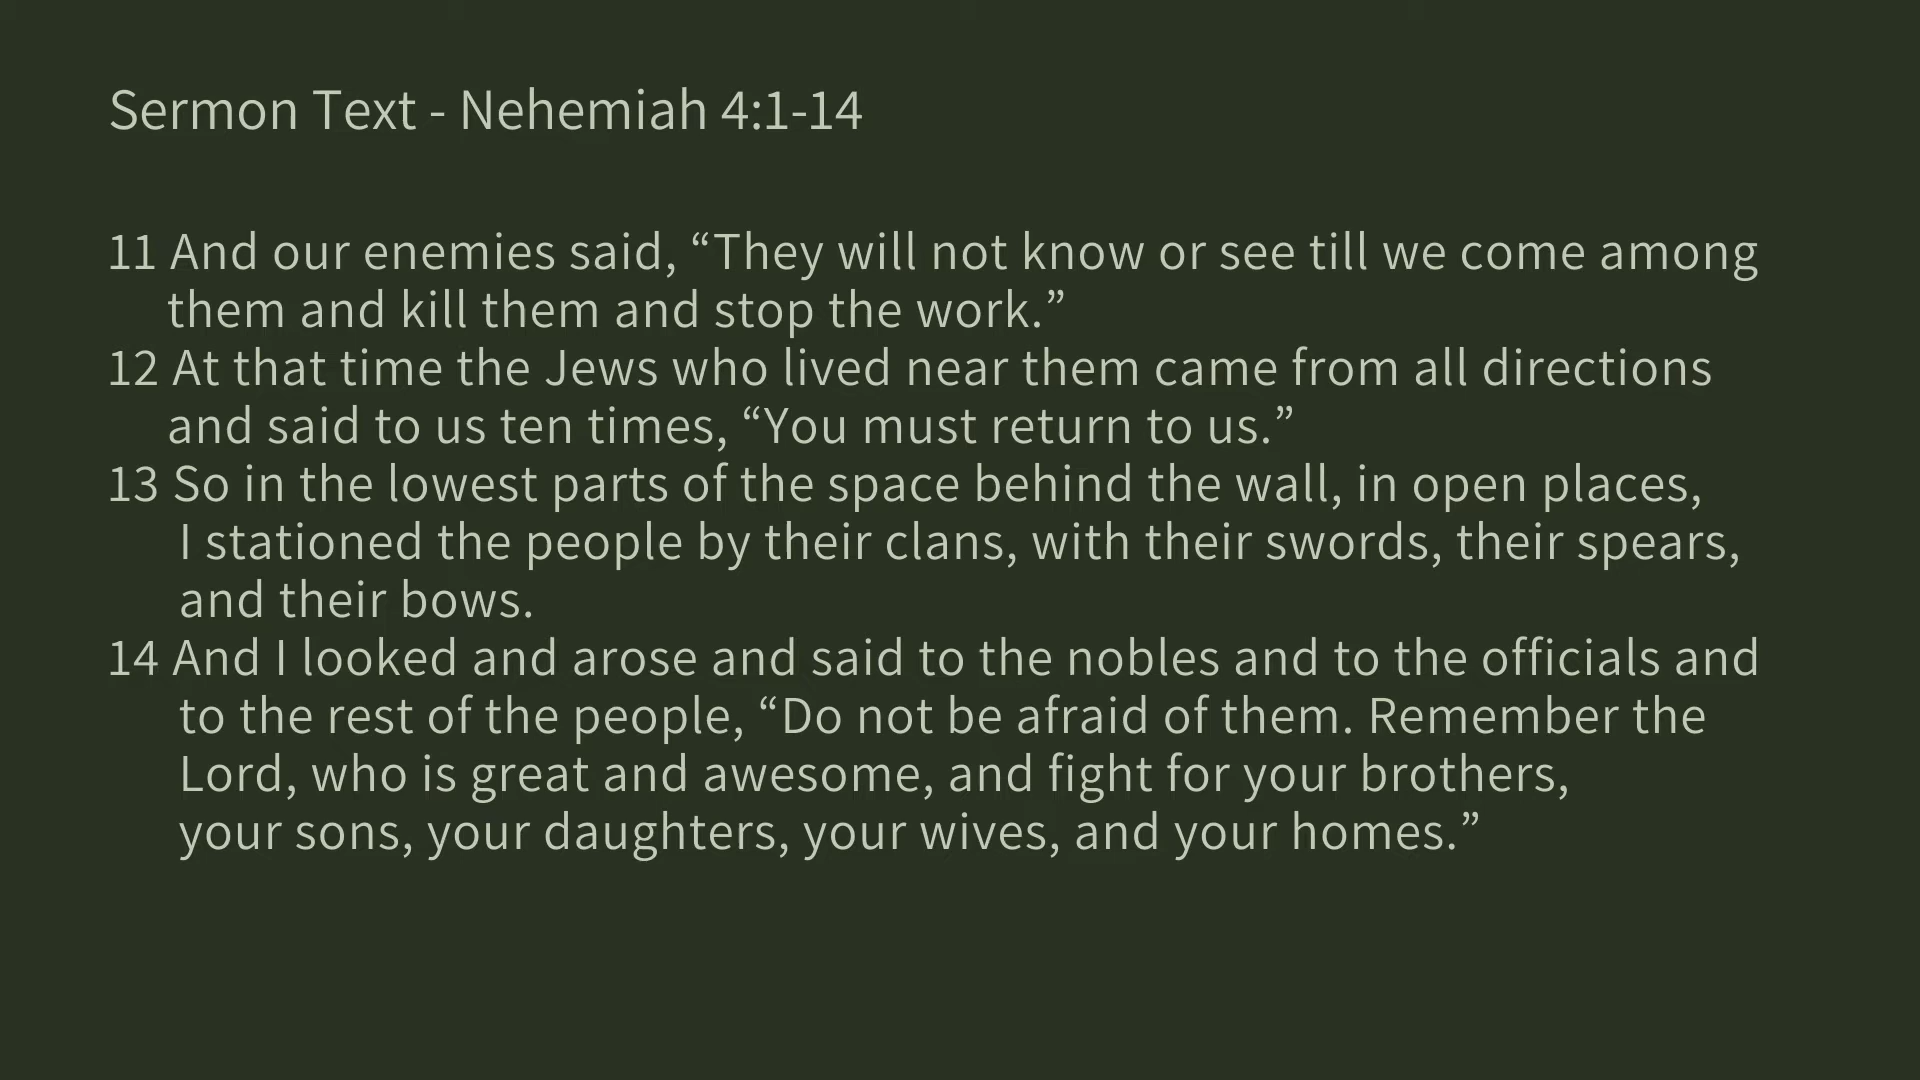 Sermon Text - Nehemiah 4:1-14
11 And our enemies said, “They will not know or see till we come among
them and kill them and stop the work.”
12 At that time the Jews who lived near them came from all directions
and said to us ten times, “You must return to us.”
13 So in the lowest parts of the space behind the wall, in open places,
I stationed the people by their clans, with their swords, their spears,
and their bows.
14 And I looked and arose and said to the nobles and to the officials and
to the rest of the people, “Do not be afraid of them. Remember the
Lord, who is great and awesome, and fight for your brothers,
your sons, your daughters, your wives, and your homes.”